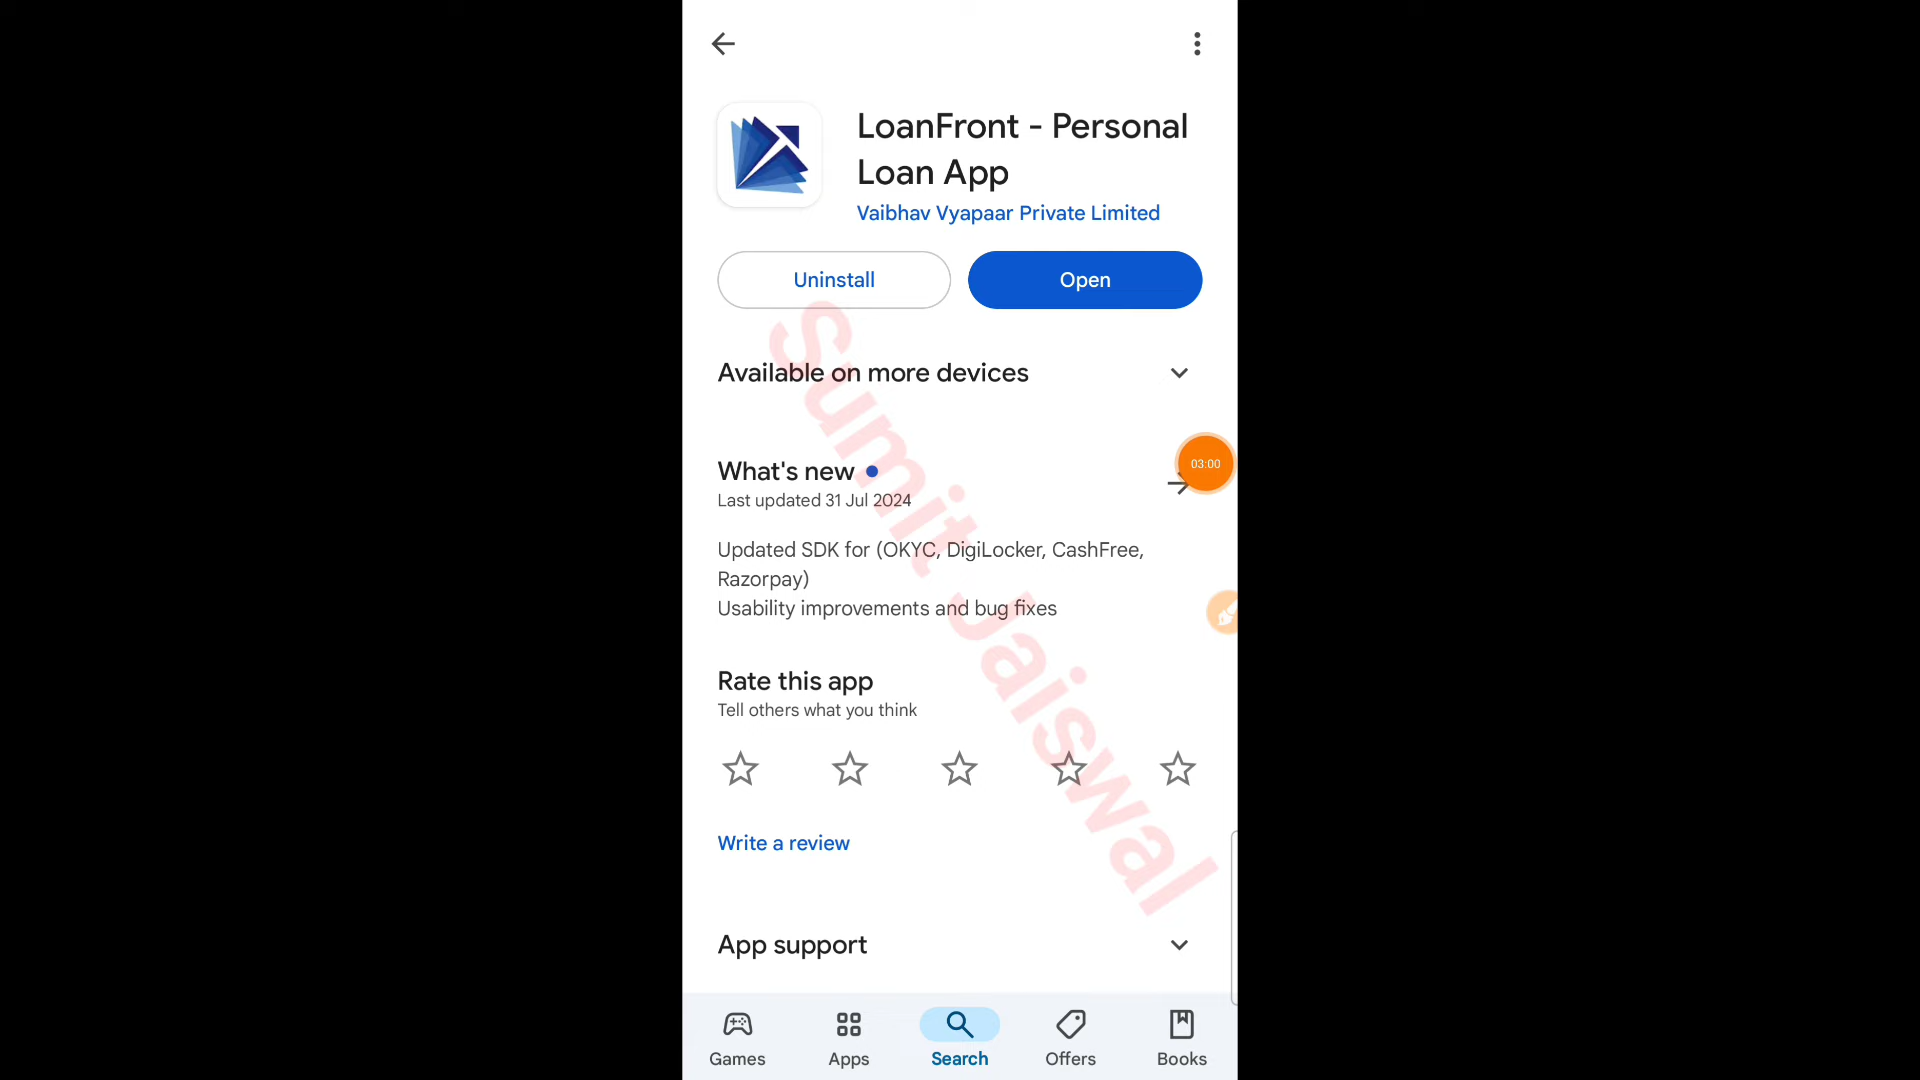 LoanFront - Personal
Loan App
Vaibhav Vyapaar Private Limited
Uninstall
Open
Available on more devices
What's new
Last updated 31 Jul 2024
03:00
Updated SDK for (OKYC, DigiLocker, CashFree,
Razorpay)
Usability improvements and bug fixes
Rate this app
Tell others what you think
Write a review
App support
Games
Apps
Search
Offers
Books
Sumit Jaiswal